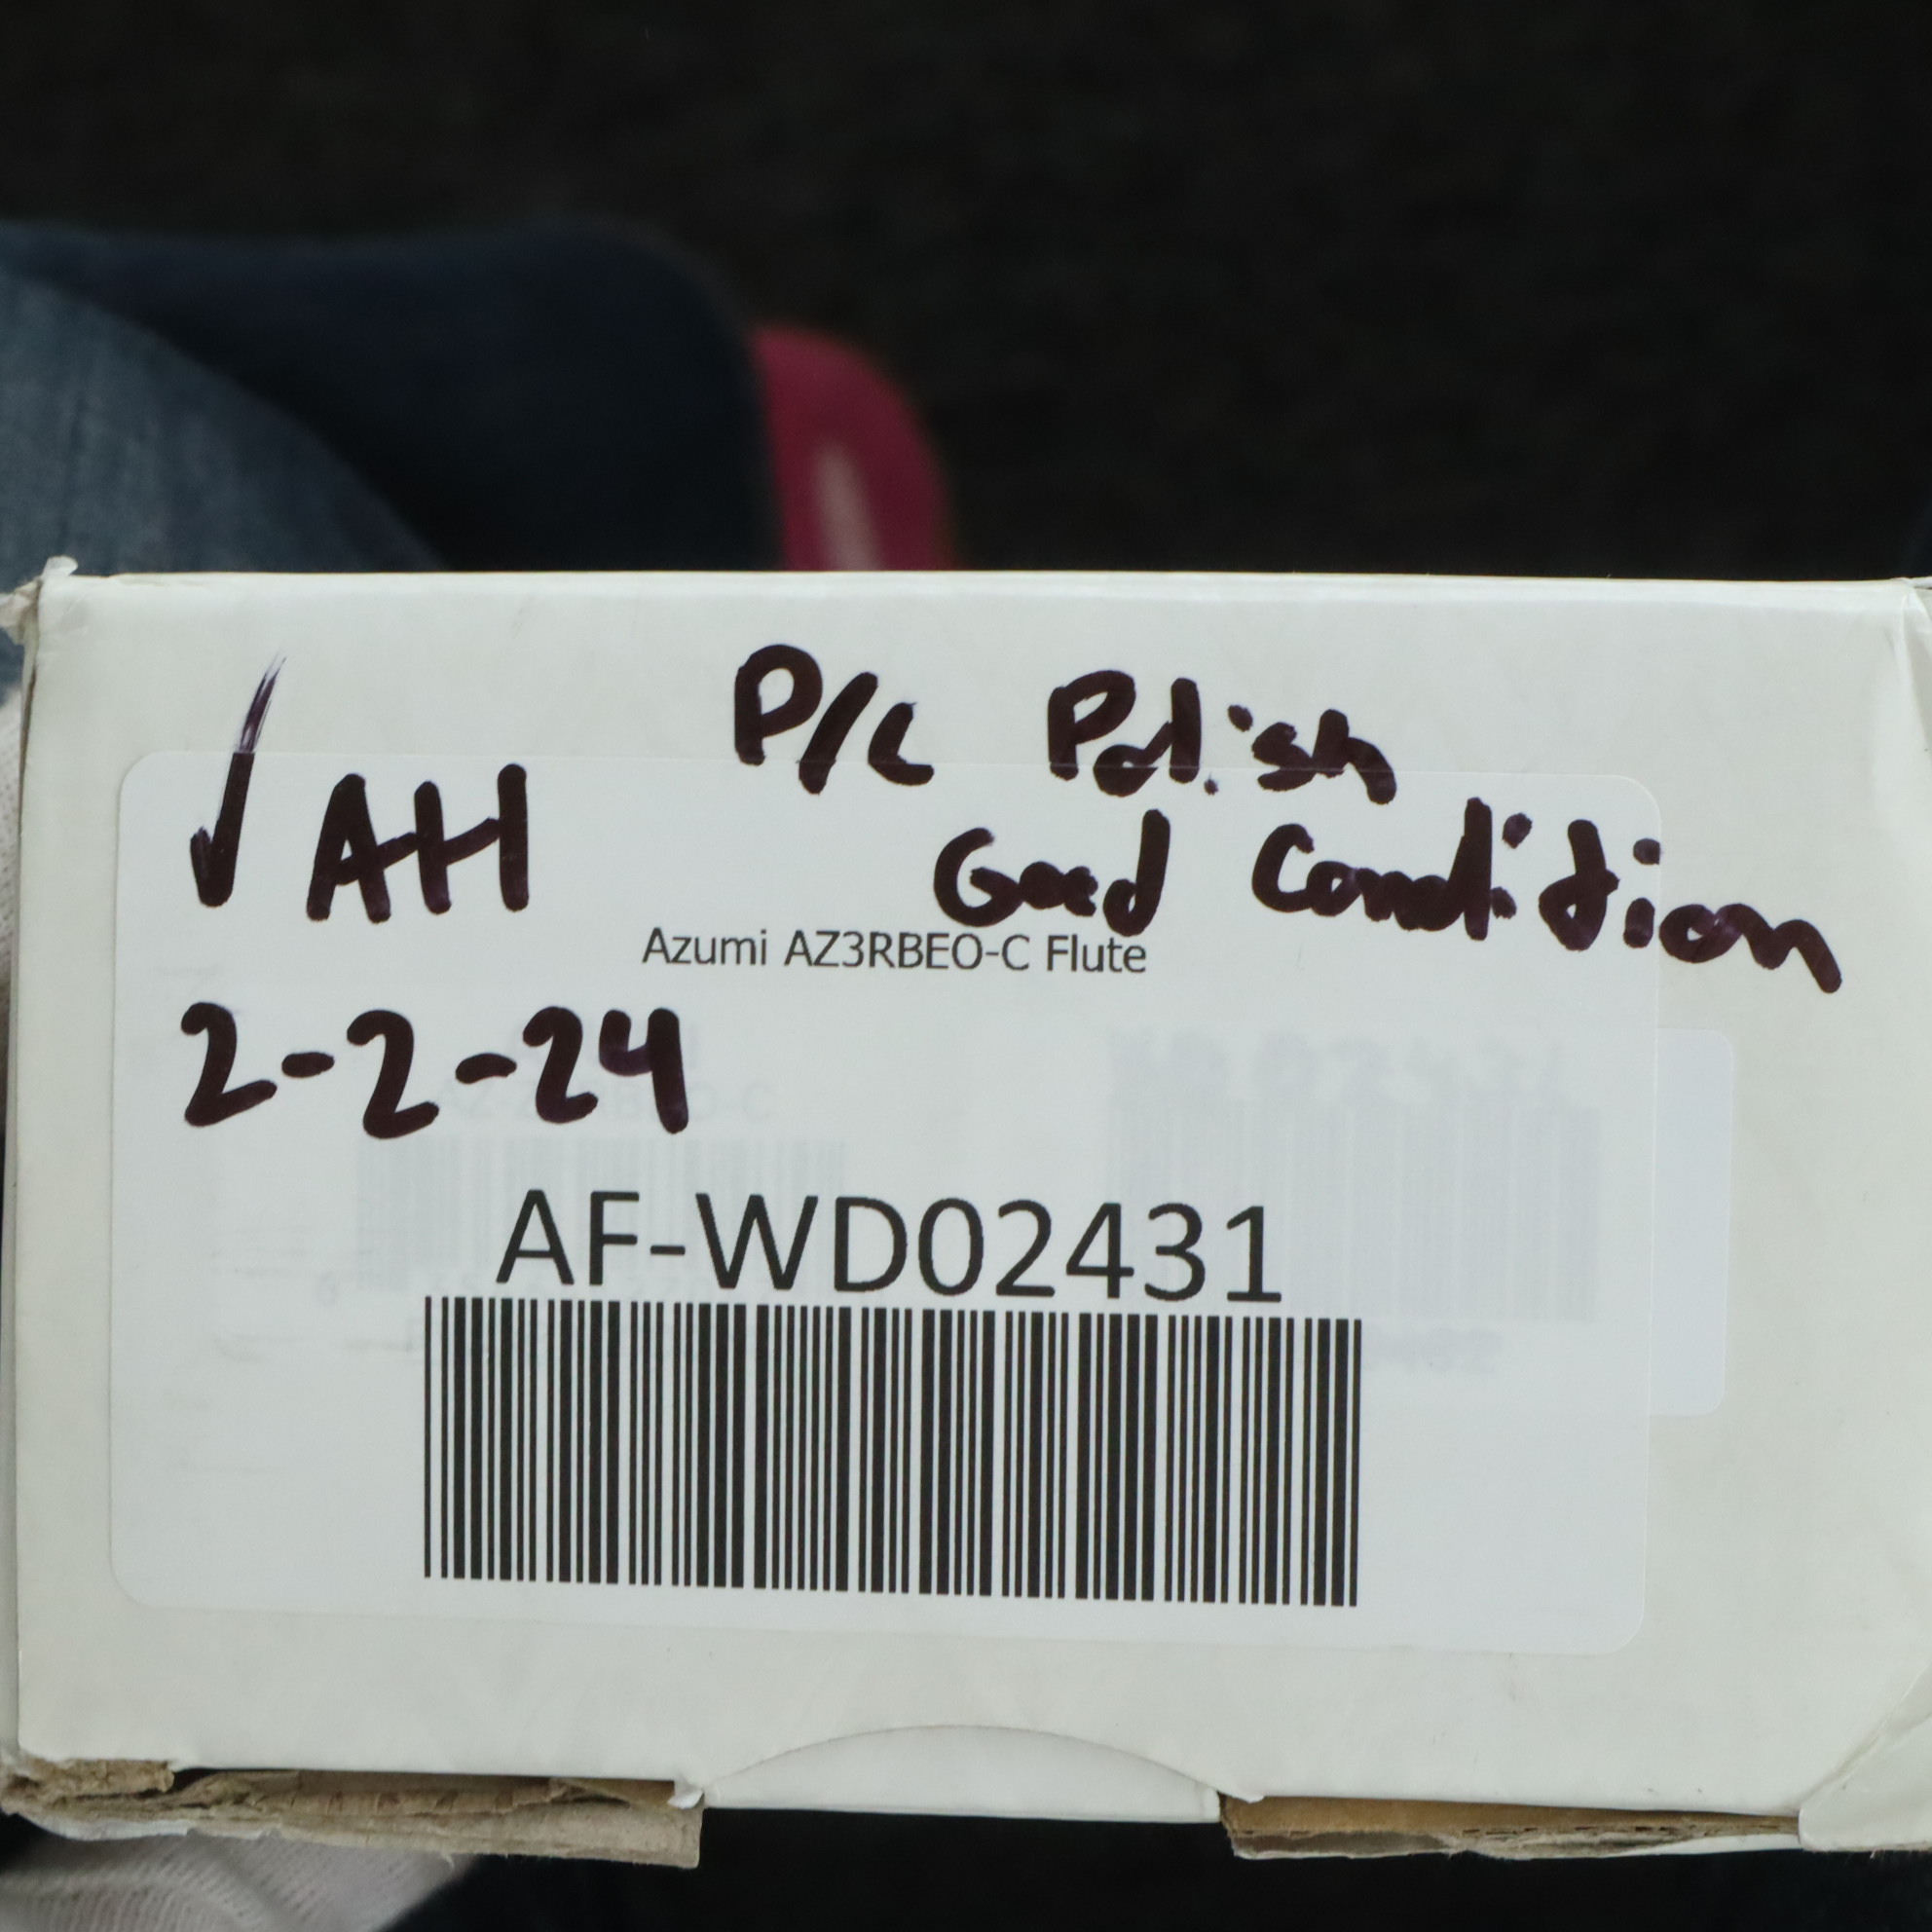 P/C Polish
✓ AH
Good Condition
Azumi AZ3RBEO-C Flute
2-2-24
AF-WD02431